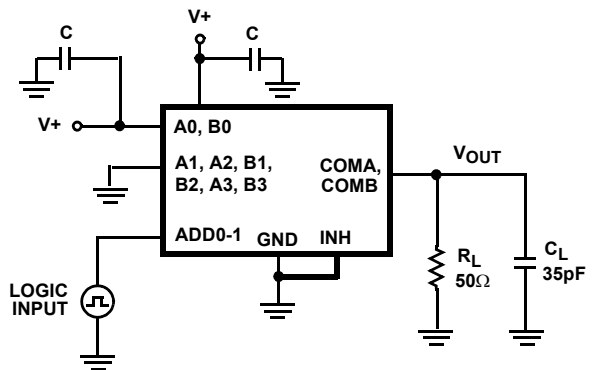 V+
C
C
V+
A0, B0
A1, A2, B1,
B2, A3, B3
COMA,
COMB
VOUT
ADD0-1
GND
INH
LOGIC
INPUT
RL
50Ω
CL
35pF